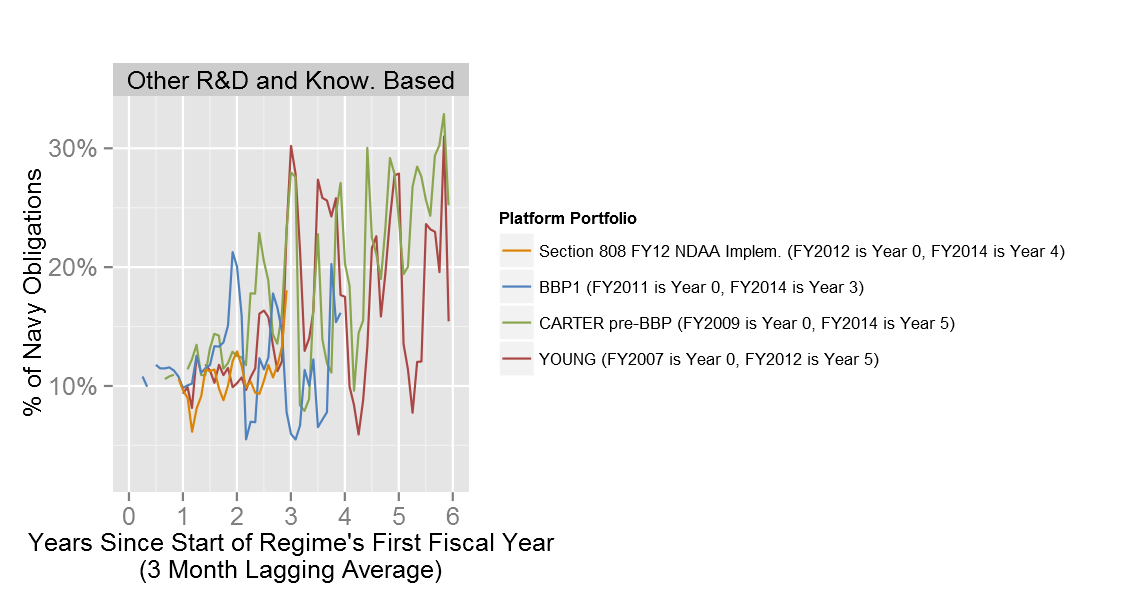 Other R&D and Know. Based
% of Navy Obligations
30%
20%
10%
0 1 2 3 4 5 6
Years Since Start of Regime's First Fiscal Year
(3 Month Lagging Average)
Platform Portfolio
Section 808 FY12 NDAA Implem. (FY2012 is Year 0, FY2014 is Year 4)
BBP1 (FY2011 is Year 0, FY2014 is Year 3)
CARTER pre-BBP (FY2009 is Year 0, FY2014 is Year 5)
YOUNG (FY2007 is Year 0, FY2012 is Year 5)